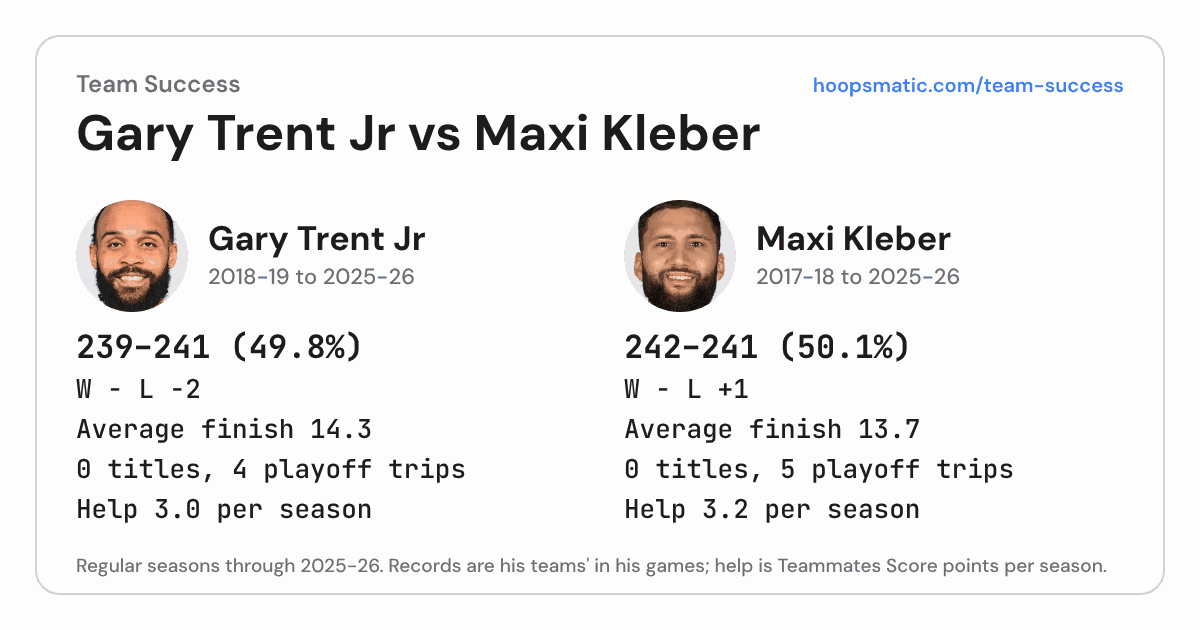 Team Success
hoopsmatic.com/team-success
Gary Trent Jr vs Maxi Kleber
Gary Trent Jr
2018-19 to 2025-26
239-241 (49.8%)
W - L -2
Average finish 14.3
0 titles, 4 playoff trips
Help 3.0 per season
Maxi Kleber
2017-18 to 2025-26
242-241 (50.1%)
W - L +1
Average finish 13.7
0 titles, 5 playoff trips
Help 3.2 per season
Regular seasons through 2025-26. Records are his teams' in his games; help is Teammates Score points per season.